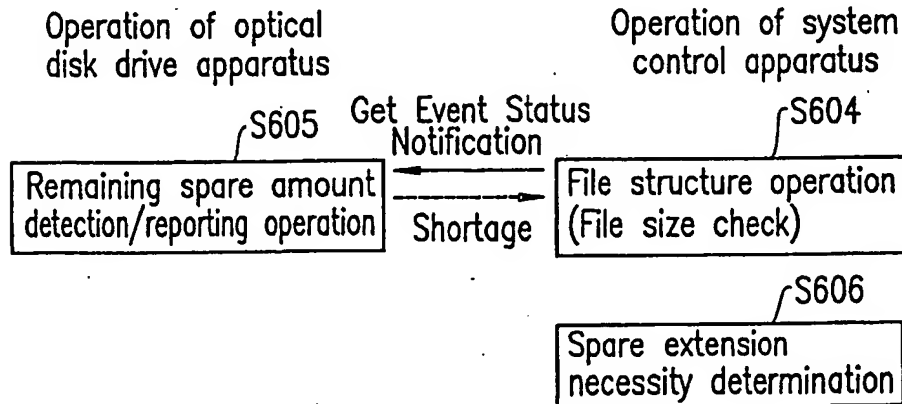 Operation of optical
disk drive apparatus
Operation of system
control apparatus
S605
Get Event Status
Notification
S604
Remaining spare amount
detection/reporting operation
Shortage
File structure operation
(File size check)
S606
Spare extension
necessity determination